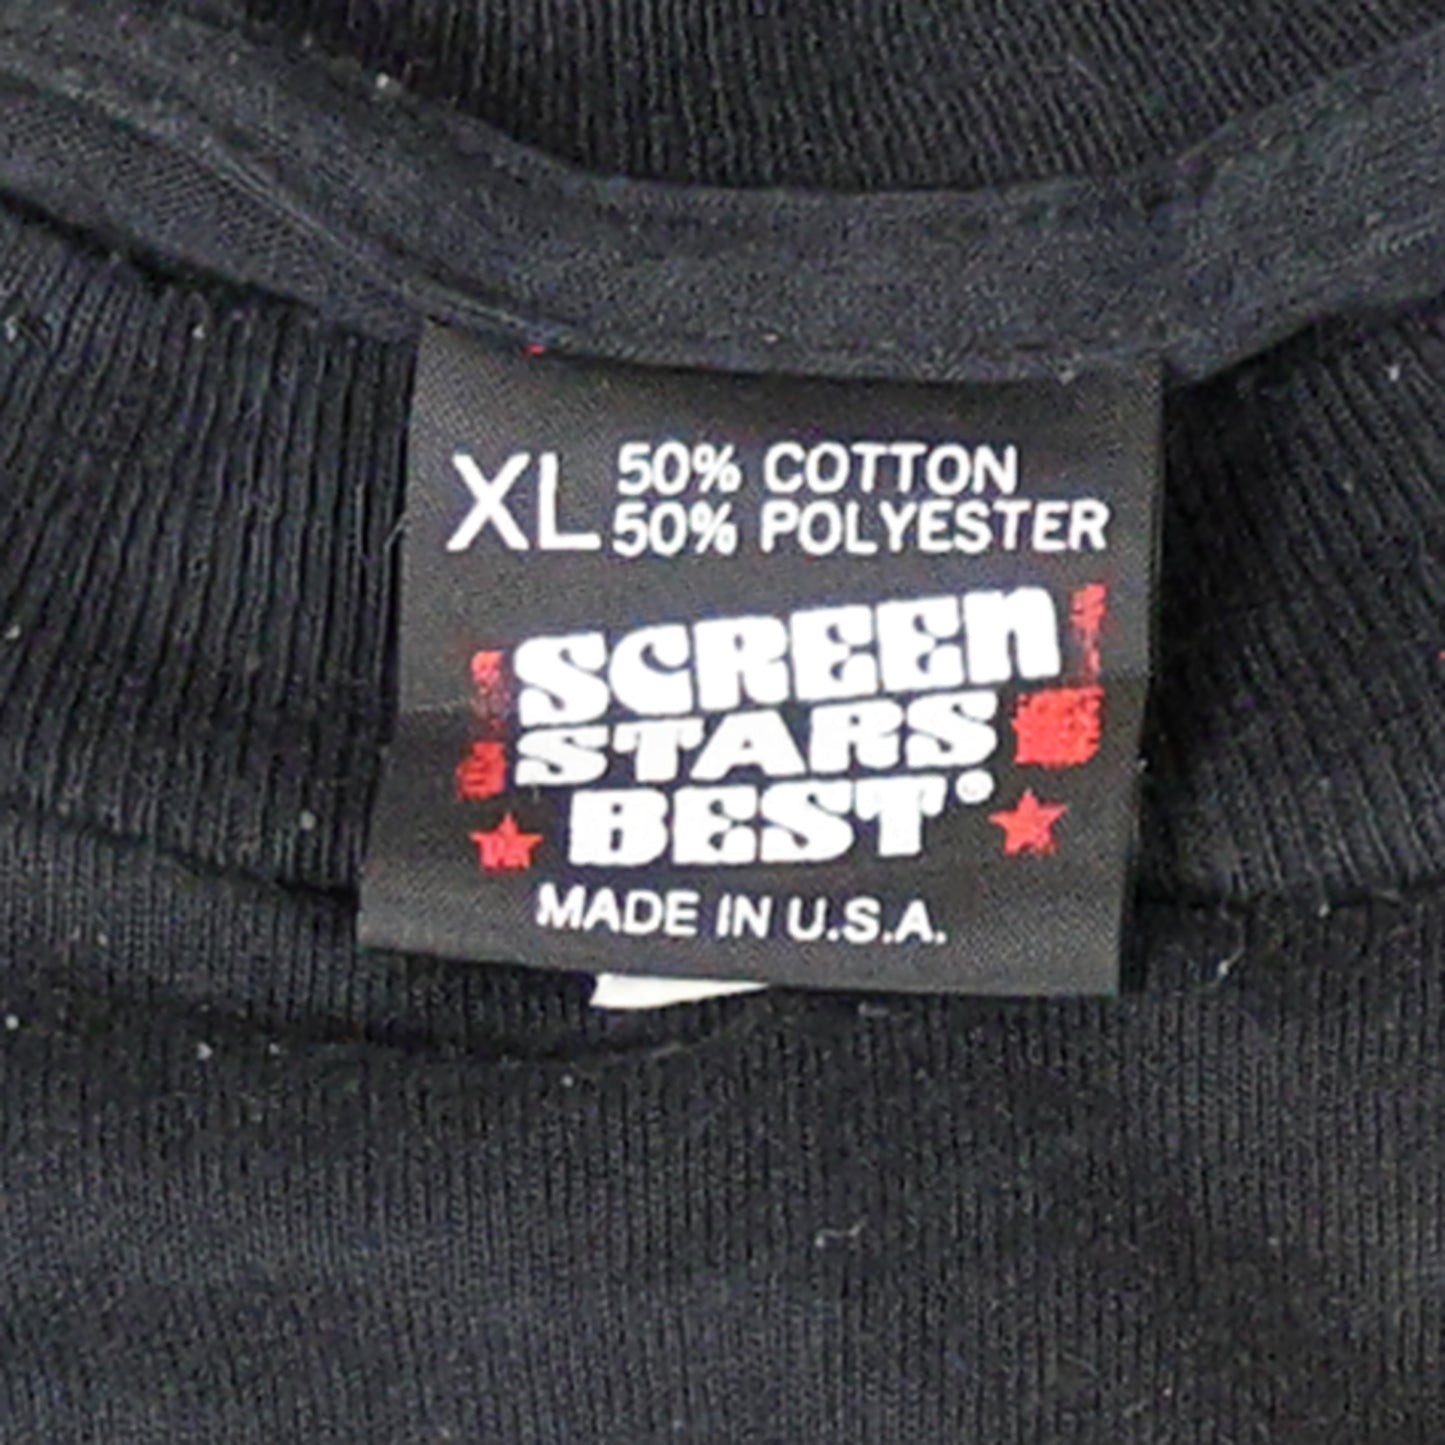 XL 50% COTTON
50% POLYESTER
SCREEN
STARS
BEST®
MADE IN U.S.A.